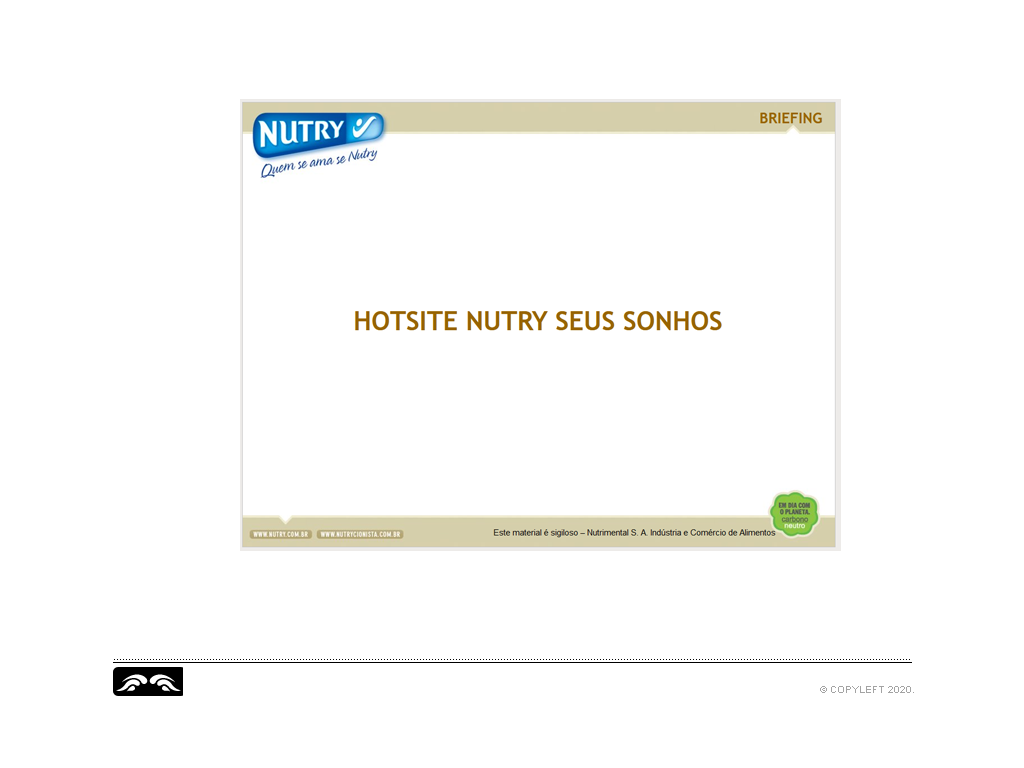 BRIEFING
NUTRY
Quem se ama se Nutry
HOTSITE NUTRY SEUS SONHOS
EM DIA COM
O PLANETA.
carbono
neutro
WWW.NUTRY.COM.BR WWW.NUTRYCIONISTA.COM.BR
Este material é sigiloso – Nutrimental S. A. Indústria e Comércio de Alimentos
© COPYLEFT 2020.